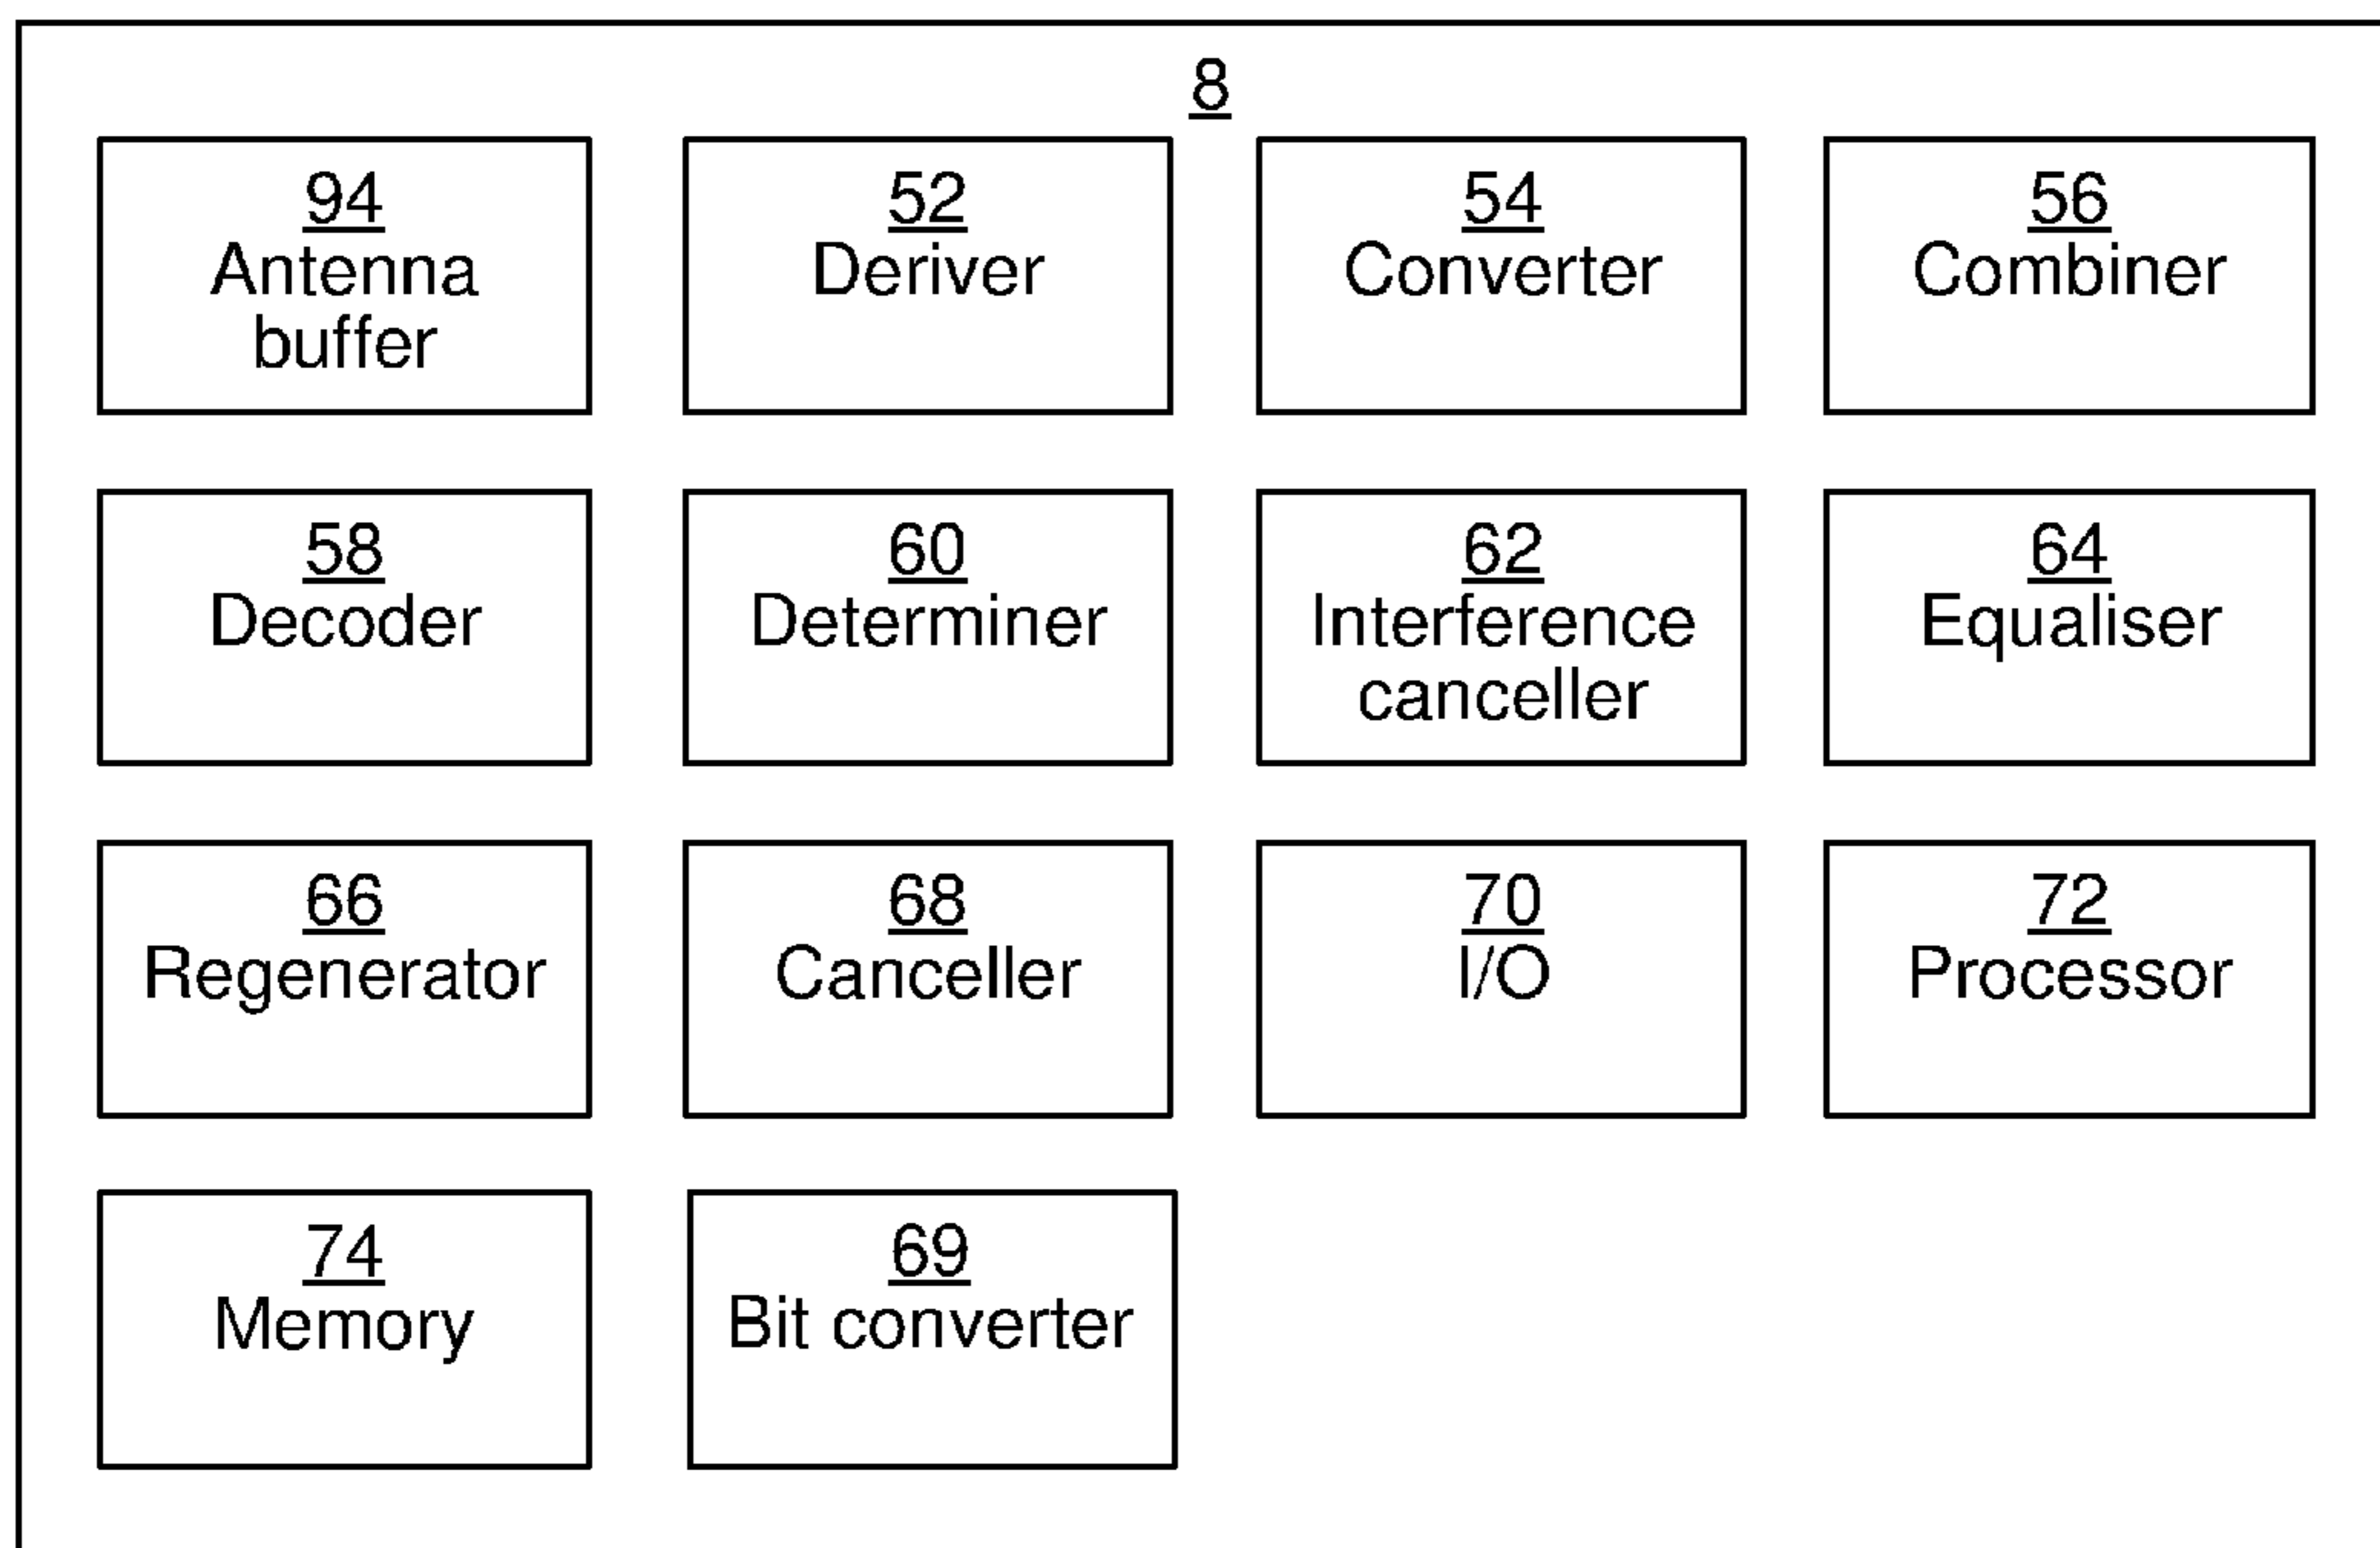 8
94
Antenna
buffer
52
Deriver
54
Converter
56
Combiner
58
Decoder
60
Determiner
62
Interference
canceller
64
Equaliser
66
Regenerator
68
Canceller
70
I/O
72
Processor
74
Memory
69
Bit converter